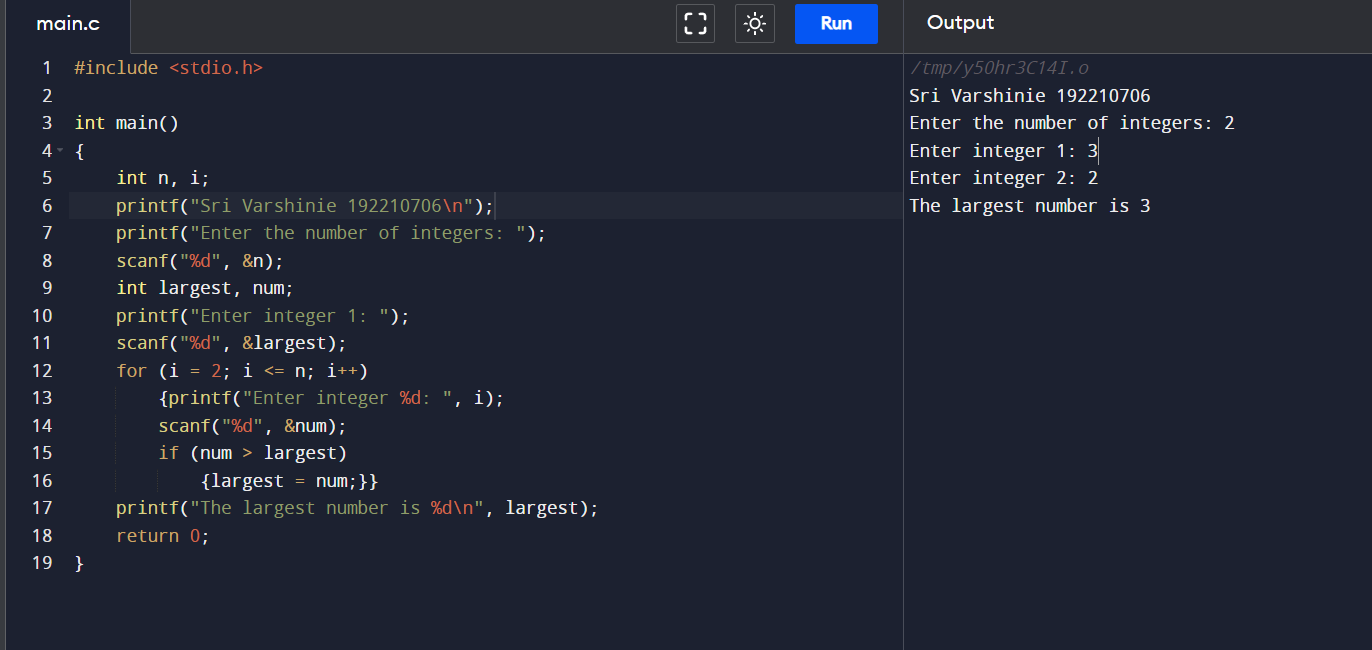 main.c
Run
Output
1 #include <stdio.h>
2
3 int main()
4 {
5     int n, i;
6     printf("Sri Varshinie 192210706\n");
7     printf("Enter the number of integers: ");
8     scanf("%d", &n);
9     int largest, num;
10     printf("Enter integer 1: ");
11     scanf("%d", &largest);
12     for (i = 2; i <= n; i++)
13         {printf("Enter integer %d: ", i);
14         scanf("%d", &num);
15         if (num > largest)
16             {largest = num;}}
17     printf("The largest number is %d\n", largest);
18     return 0;
19 }
/tmp/y50hr3C14I.o
Sri Varshinie 192210706
Enter the number of integers: 2
Enter integer 1: 3
Enter integer 2: 2
The largest number is 3